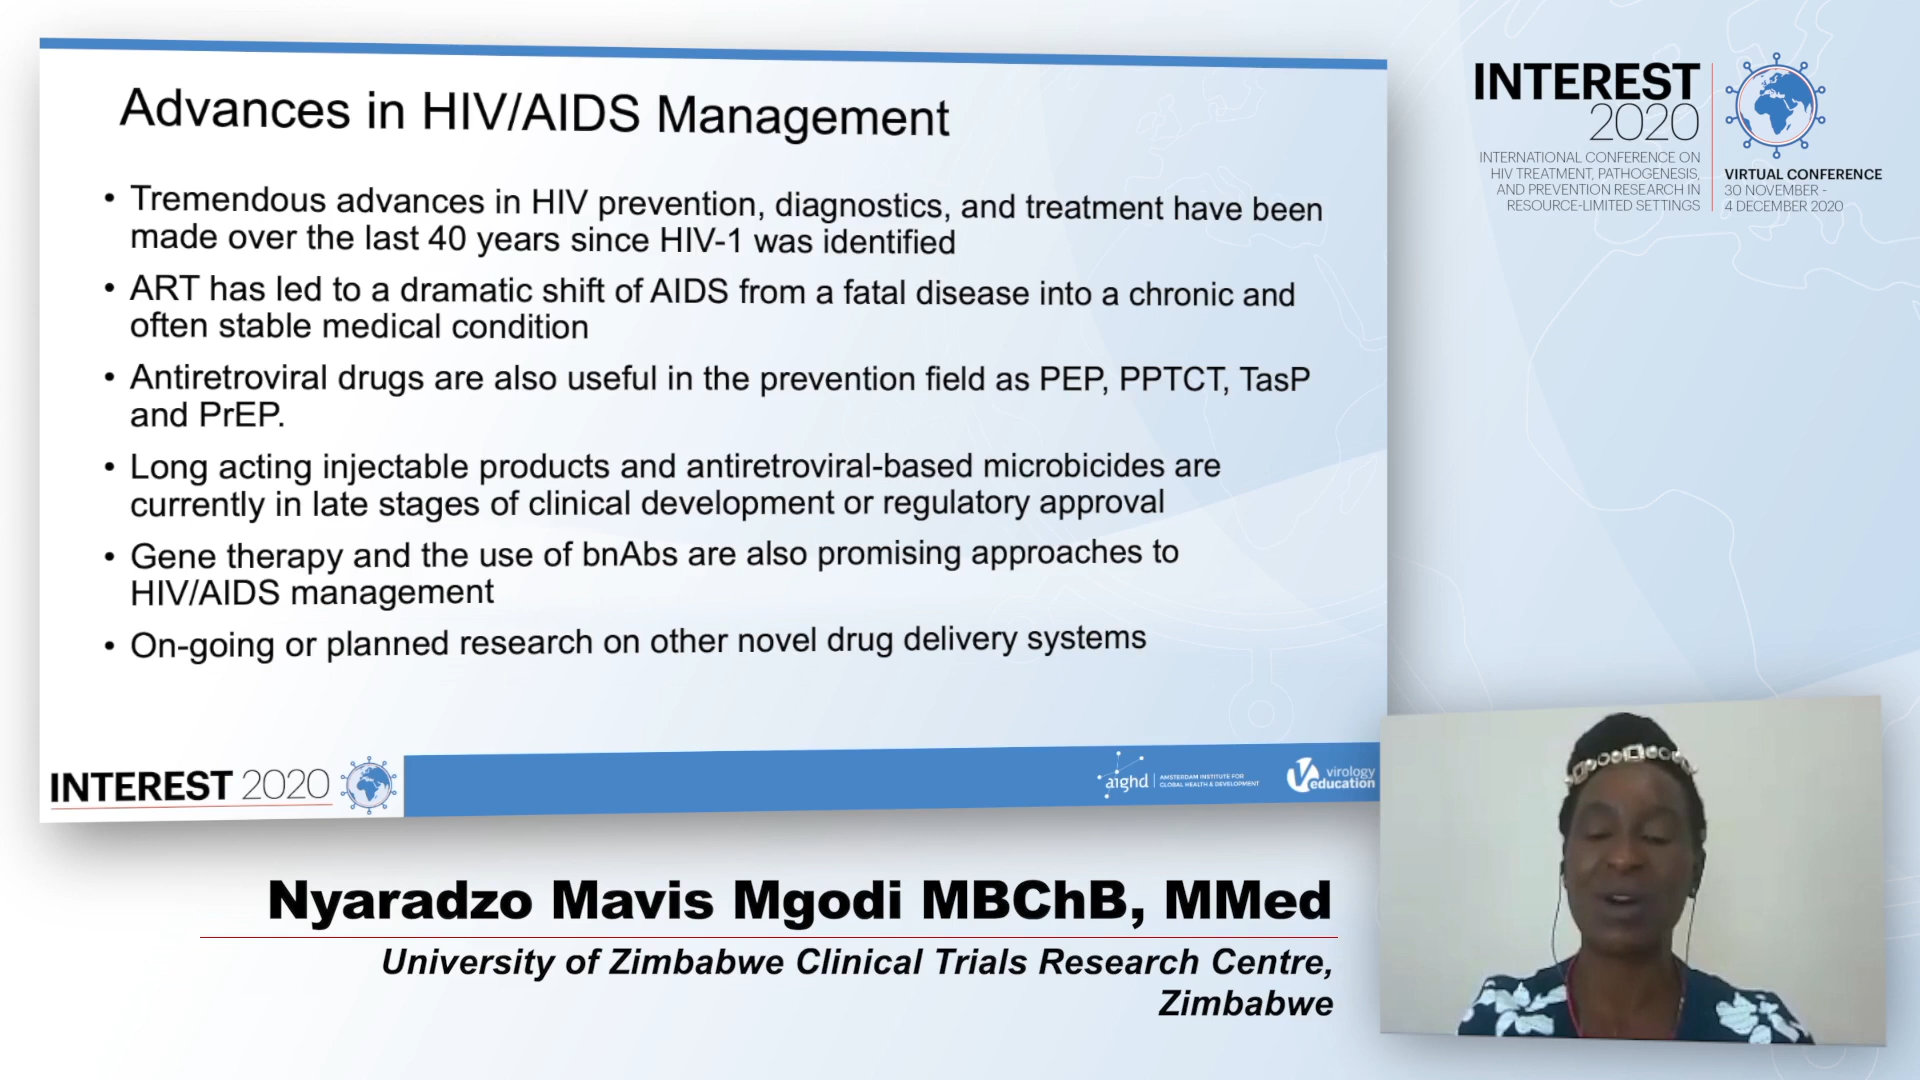 Advances in HIV/AIDS Management
• Tremendous advances in HIV prevention, diagnostics, and treatment have been
made over the last 40 years since HIV-1 was identified
• ART has led to a dramatic shift of AIDS from a fatal disease into a chronic and
often stable medical condition
• Antiretroviral drugs are also useful in the prevention field as PEP, PPTCT, TasP
and PrEP.
• Long acting injectable products and antiretroviral-based microbicides are
currently in late stages of clinical development or regulatory approval
• Gene therapy and the use of bnAbs are also promising approaches to
HIV/AIDS management
• On-going or planned research on other novel drug delivery systems
INTEREST 2020
aighd
AMSTERDAM INSTITUTE FOR
GLOBAL HEALTH & DEVELOPMENT
virology
education
INTEREST
2020
INTERNATIONAL CONFERENCE ON
HIV TREATMENT, PATHOGENESIS,
AND PREVENTION RESEARCH IN
RESOURCE-LIMITED SETTINGS
VIRTUAL CONFERENCE
30 NOVEMBER -
4 DECEMBER 2020
Nyaradzo Mavis Mgodi MBChB, MMed
University of Zimbabwe Clinical Trials Research Centre,
Zimbabwe